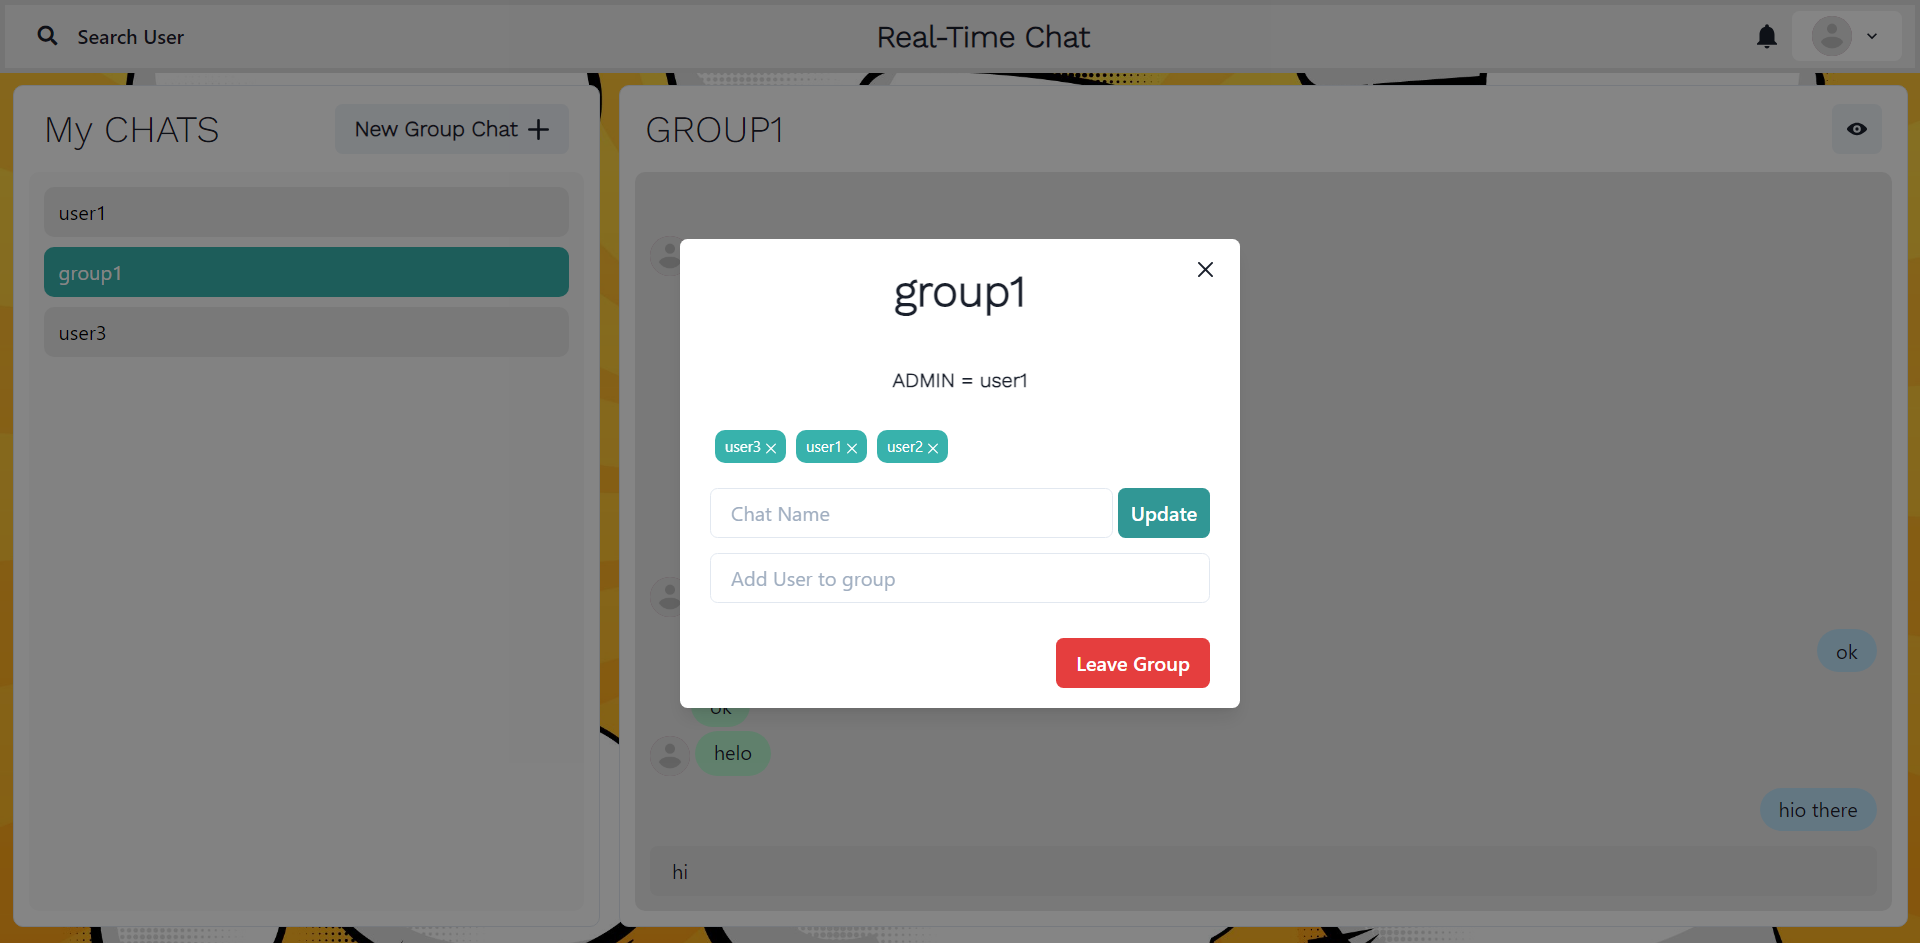 Search User
Real-Time Chat
My CHATS
New Group Chat
user1
group1
user3
GROUP1
group1
ADMIN = user1
user3
user1
user2
Chat Name
Update
Add User to group
Leave Group
ok
ok
helo
hio there
hi